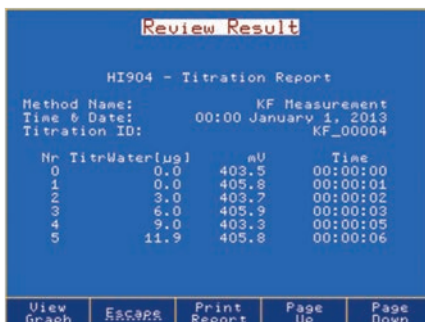 Review Result
HI904 - Titration Report
Method Name: KF Measurement
Time & Date: 00:00 January 1, 2013
Titration ID: KF_00004
Nr TitrWater[µg] mV Time
0 0.0 403.5 00:00:00
1 0.0 405.8 00:00:01
2 3.0 403.7 00:00:02
3 6.0 405.9 00:00:03
4 9.0 403.3 00:00:05
5 11.9 405.8 00:00:06
View Graph Escape Print Report Page Up Page Down